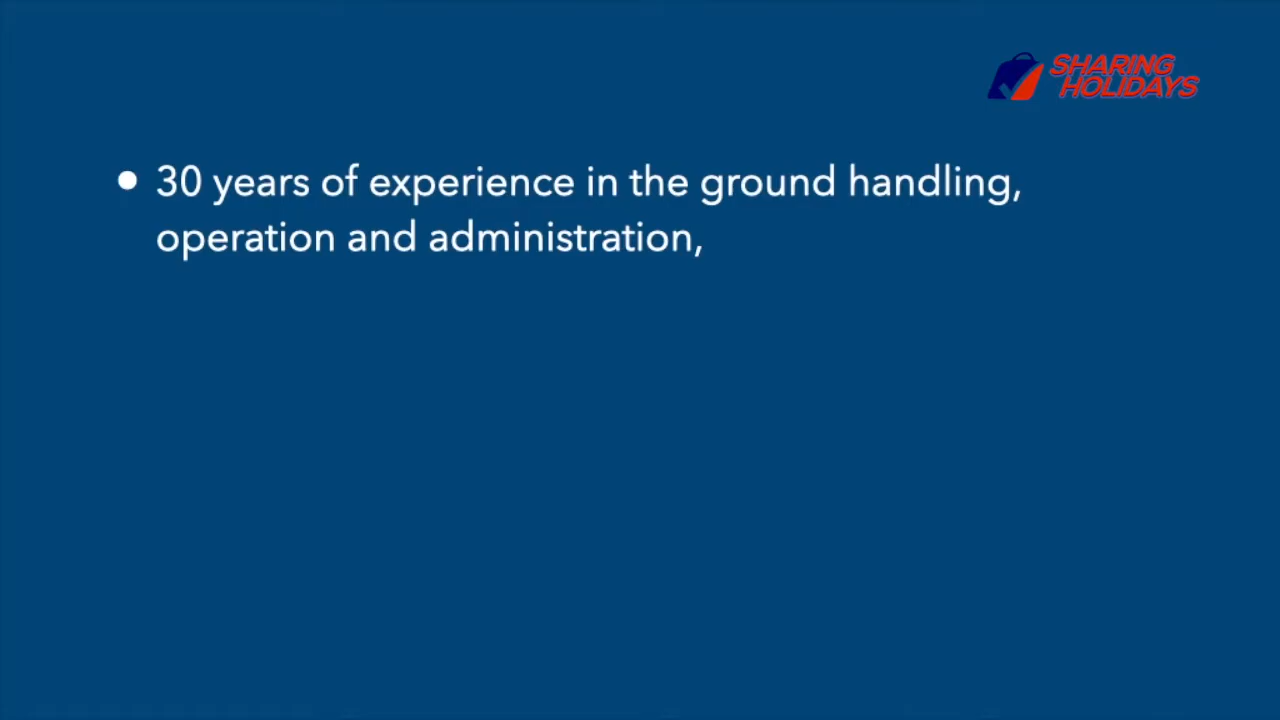 SHARING
HOLIDAYS
• 30 years of experience in the ground handling,
operation and administration,